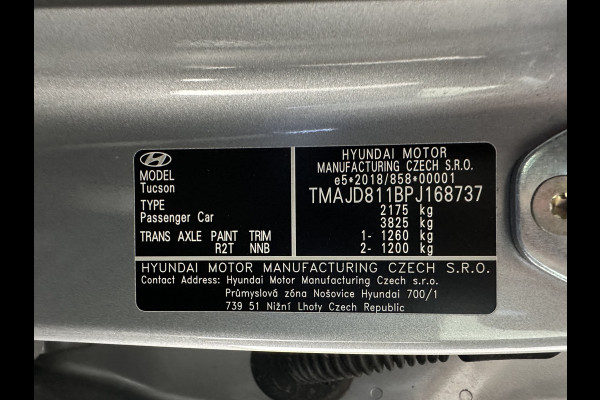 MODEL
Tucson
TYPE
Passenger Car
TRANS AXLE PAINT TRIM
R2T NNB
HYUNDAI MOTOR
MANUFACTURING CZECH S.R.O.
e5*2018/858*00001
TMAJD811BPJ168737
2175 kg
3825 kg
1- 1260 kg
2- 1200 kg
HYUNDAI MOTOR MANUFACTURING CZECH S.R.O.
Contact Address: Hyundai Motor Manufacturing Czech s.r.o.
Průmyslová zóna Nošovice Hyundai 700/1
739 51 Nižní Lhoty Czech Republic